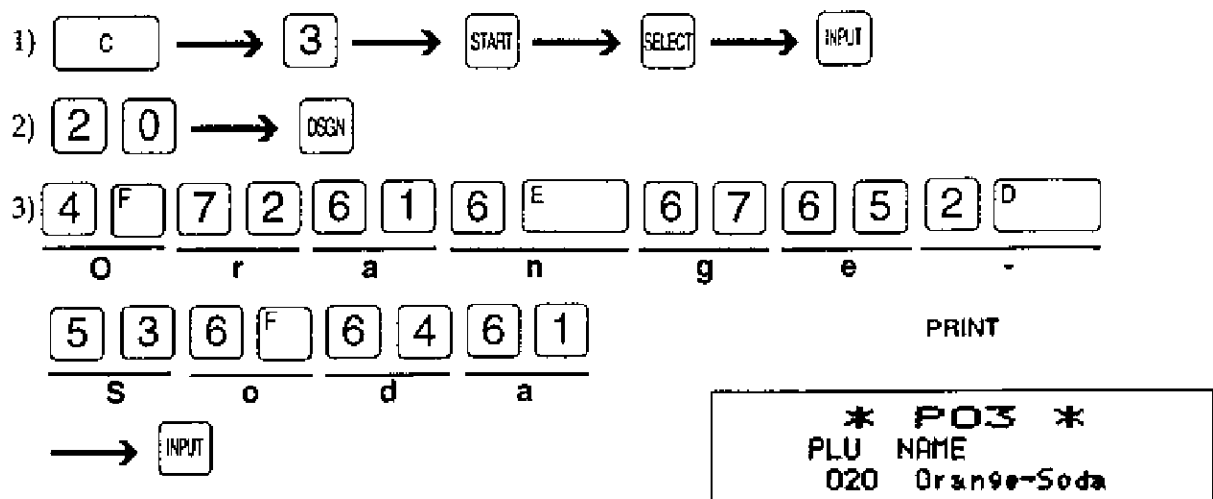 1) C 3 START SELECT INPUT
2) 2 0 DSGN
3) 4 F 7 2 6 1 6 E 6 7 6 5 2 D
O r a n g e -
5 3 6 F 6 4 6 1
S o d a
INPUT
PRINT
* P03 *
PLU NAME
020 Orange-Soda